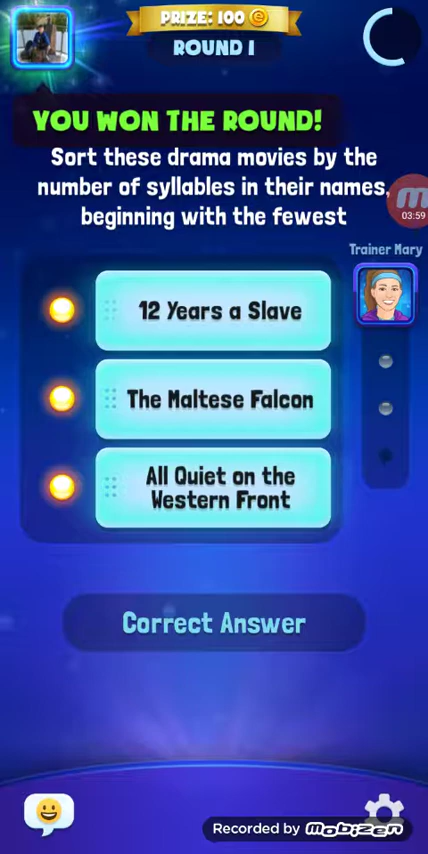 PRIZE: 100
ROUND 1
YOU WON THE ROUND!
Sort these drama movies by the
number of syllables in their names,
beginning with the fewest
03:59
Trainer Mary
12 Years a Slave
The Maltese Falcon
All Quiet on the
Western Front
Correct Answer
Recorded by mobizen